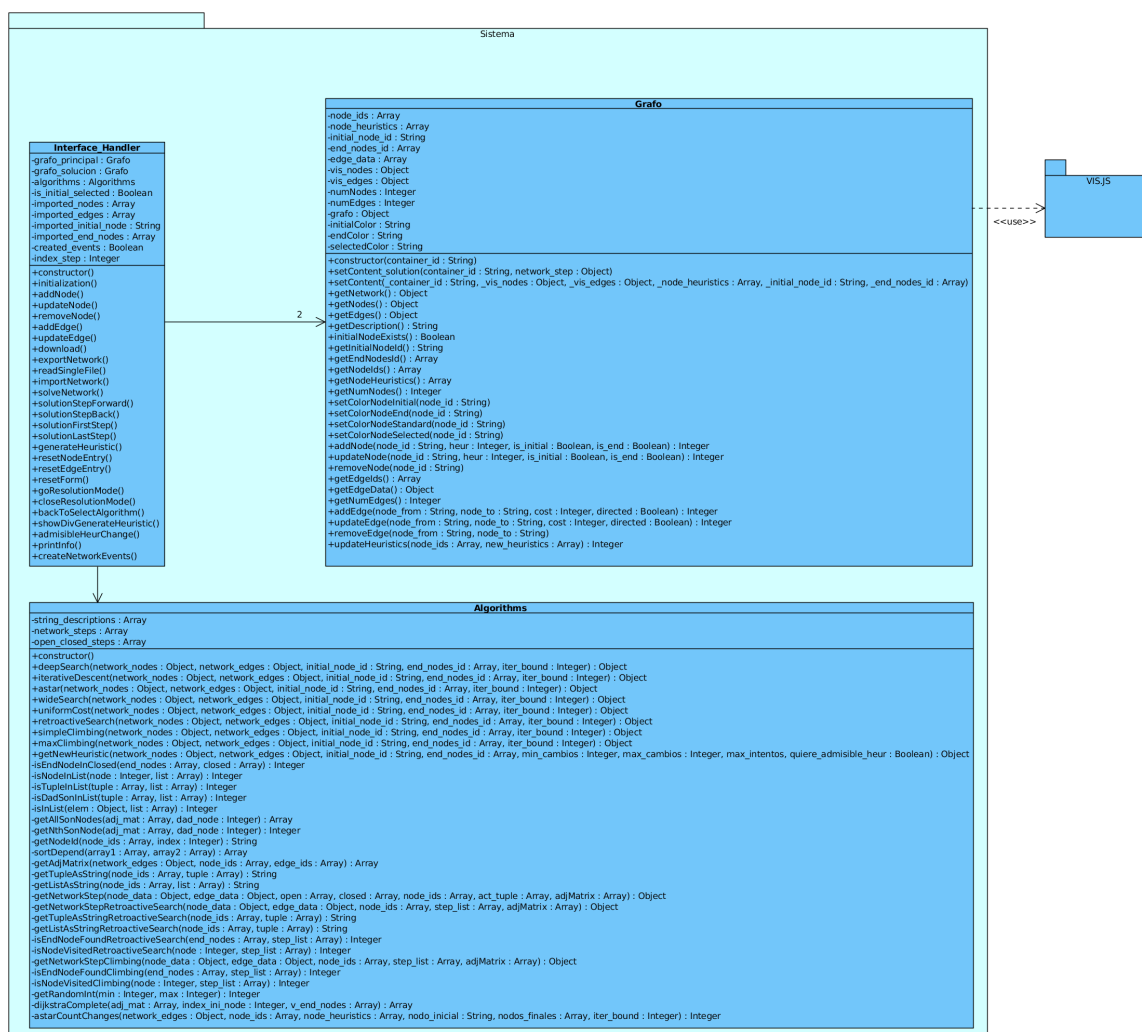 Sistema
Interface_Handler
-grafo_principal : Grafo
-grafo_solucion : Grafo
-algorithms : Algorithms
-is_initial_selected : Boolean
-imported_nodes : Array
-imported_edges : Array
-imported_initial_node : String
-imported_end_nodes : Array
-created_events : Boolean
-index_step : Integer
+constructor()
+initialization()
+addNode()
+updateNode()
+removeNode()
+addEdge()
+updateEdge()
+download()
+exportNetwork()
+readSingleFile()
+importNetwork()
+solveNetwork()
+solutionStepForward()
+solutionStepBack()
+solutionFirstStep()
+solutionLastStep()
+generateHeuristic()
+resetNodeEntry()
+resetEdgeEntry()
+resetForm()
+goResolutionMode()
+closeResolutionMode()
+backToSelectAlgorithm()
+showDivGenerateHeuristic()
+admisibleHeurChange()
+printInfo()
+createNetworkEvents()
2
Grafo
-node_ids : Array
-node_heuristics : Array
-initial_node_id : String
-end_nodes_id : Array
-edge_data : Array
-vis_nodes : Object
-vis_edges : Object
-numNodes : Integer
-numEdges : Integer
-grafo : Object
-initialColor : String
-endColor : String
-selectedColor : String
+constructor(container_id : String)
+setContent_solution(container_id : String, network_step : Object)
+setContent(_container_id : String, _vis_nodes : Object, _vis_edges : Object, _node_heuristics : Array, _initial_node_id : String, _end_nodes_id : Array)
+getNetwork() : Object
+getNodes() : Object
+getEdges() : Object
+getDescription() : String
+initialNodeExists() : Boolean
+getInitialNodeId() : String
+getEndNodesId() : Array
+getNodeIds() : Array
+getNodeHeuristics() : Array
+getNumNodes() : Integer
+setColorNodeInitial(node_id : String)
+setColorNodeEnd(node_id : String)
+setColorNodeStandard(node_id : String)
+setColorNodeSelected(node_id : String)
+addNode(node_id : String, heur : Integer, is_initial : Boolean, is_end : Boolean) : Integer
+updateNode(node_id : String, heur : Integer, is_initial : Boolean, is_end : Boolean) : Integer
+removeNode(node_id : String)
+getEdgeIds() : Array
+getEdgeData() : Object
+getNumEdges() : Integer
+addEdge(node_from : String, node_to : String, cost : Integer, directed : Boolean) : Integer
+updateEdge(node_from : String, node_to : String, cost : Integer, directed : Boolean) : Integer
+removeEdge(node_from : String, node_to : String)
+updateHeuristics(node_ids : Array, new_heuristics : Array) : Integer
<<use>>
VIS.JS
Algorithms
-string_descriptions : Array
-network_steps : Array
-open_closed_steps : Array
+constructor()
+deepSearch(network_nodes : Object, network_edges : Object, initial_node_id : String, end_nodes_id : Array, iter_bound : Integer) : Object
+iterativeDescent(network_nodes : Object, network_edges : Object, initial_node_id : String, end_nodes_id : Array, iter_bound : Integer) : Object
+astar(network_nodes : Object, network_edges : Object, initial_node_id : String, end_nodes_id : Array, iter_bound : Integer) : Object
+wideSearch(network_nodes : Object, network_edges : Object, initial_node_id : String, end_nodes_id : Array, iter_bound : Integer) : Object
+uniformCost(network_nodes : Object, network_edges : Object, initial_node_id : String, end_nodes_id : Array, iter_bound : Integer) : Object
+retroactiveSearch(network_nodes : Object, network_edges : Object, initial_node_id : String, end_nodes_id : Array, iter_bound : Integer) : Object
+simpleClimbing(network_nodes : Object, network_edges : Object, initial_node_id : String, end_nodes_id : Array, iter_bound : Integer) : Object
+maxClimbing(network_nodes : Object, network_edges : Object, initial_node_id : String, end_nodes_id : Array, iter_bound : Integer) : Object
+getNewHeuristic(network_nodes : Object, network_edges : Object, initial_node_id : String, end_nodes_id : Array, min_cambios : Integer, max_cambios : Integer, max_intentos, quiere_admisible_heur : Boolean) : Object
-isEndNodeInClosed(end_nodes : Array, closed : Array) : Integer
-isNodeInList(node : Integer, list : Array) : Integer
-isTupleInList(tuple : Array, list : Array) : Integer
-isDadSonInList(tuple : Array, list : Array) : Integer
-isInList(elem : Object, list : Array) : Integer
-getAllSonNodes(adj_mat : Array, dad_node : Integer) : Array
-getNthSonNode(adj_mat : Array, dad_node : Integer) : Integer
-getNodeId(node_ids : Array, index : Integer) : String
-sortDepend(array1 : Array, array2 : Array) : Array
-getAdjMatrix(network_edges : Object, node_ids : Array, edge_ids : Array) : Array
-getTupleAsString(node_ids : Array, tuple : Array) : String
-getListAsString(node_ids : Array, list : Array) : String
-getNetworkStep(node_data : Object, edge_data : Object, open : Array, closed : Array, node_ids : Array, act_tuple : Array, adjMatrix : Array) : Object
-getNetworkStepRetroactiveSearch(node_data : Object, edge_data : Object, node_ids : Array, step_list : Array, adjMatrix : Array) : Object
-getTupleAsStringRetroactiveSearch(node_ids : Array, tuple : Array) : String
-getListAsStringRetroactiveSearch(node_ids : Array, tuple : Array) : String
-isEndNodeFoundRetroactiveSearch(end_nodes : Array, step_list : Array) : Integer
-isNodeVisitedRetroactiveSearch(node : Integer, step_list : Array) : Integer
-getNetworkStepClimbing(node_data : Object, edge_data : Object, node_ids : Array, step_list : Array, adjMatrix : Array) : Object
-isEndNodeFoundClimbing(end_nodes : Array, step_list : Array) : Integer
-isNodeVisitedClimbing(node : Integer, step_list : Array) : Integer
-getRandomInt(min : Integer, max : Integer) : Integer
-dijkstraComplete(adj_mat : Array, index_ini_node : Integer, v_end_nodes : Array) : Array
-astarCountChanges(network_edges : Object, node_ids : Array, node_heuristics : Array, nodo_inicial : String, nodos_finales : Array, iter_bound : Integer) : Integer